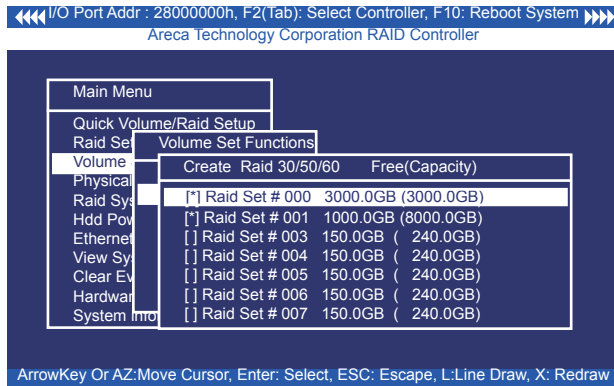 I/O Port Addr : 28000000h, F2(Tab): Select Controller, F10: Reboot System
Areca Technology Corporation RAID Controller
Main Menu
Quick Volume/Raid Setup
Raid Set
Volume Set Functions
Volume
Create Raid 30/50/60 Free(Capacity)
Physical
[*] Raid Set # 000 3000.0GB (3000.0GB)
Raid Sys
[*] Raid Set # 001 1000.0GB (8000.0GB)
Hdd Pow
[ ] Raid Set # 003 150.0GB ( 240.0GB)
Ethernet
[ ] Raid Set # 004 150.0GB ( 240.0GB)
View Sy
[ ] Raid Set # 005 150.0GB ( 240.0GB)
Clear Ev
[ ] Raid Set # 006 150.0GB ( 240.0GB)
Hardwar
[ ] Raid Set # 007 150.0GB ( 240.0GB)
System
ArrowKey Or AZ:Move Cursor, Enter: Select, ESC: Escape, L:Line Draw, X: Redraw